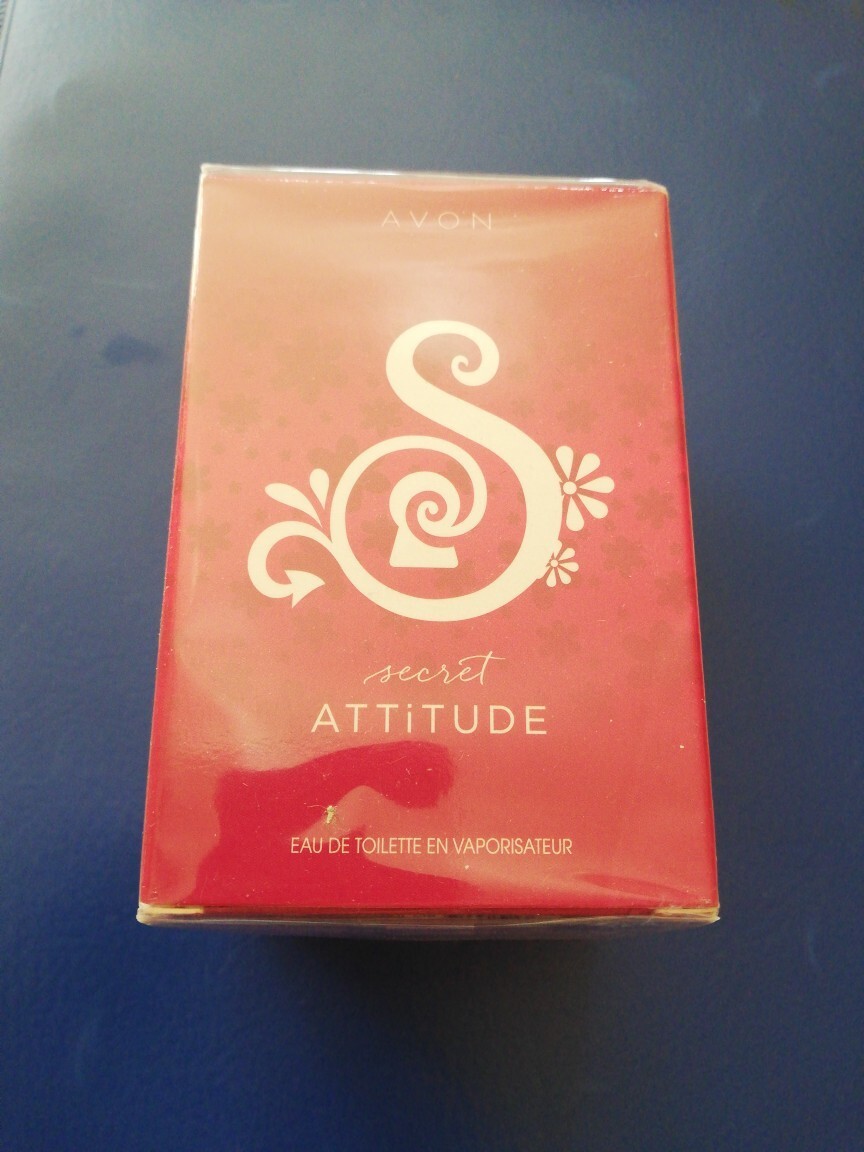 AVON
S
secret
ATTiTUDE
EAU DE TOILETTE EN VAPORISATEUR